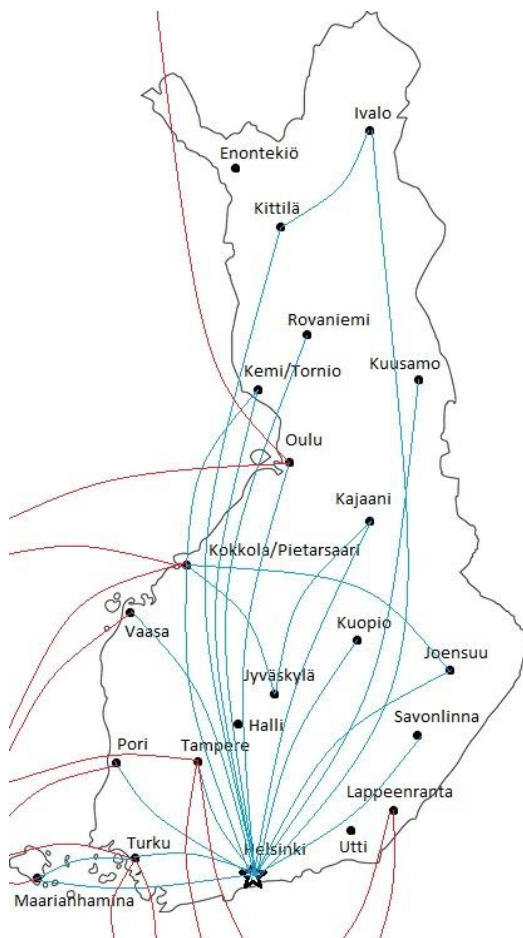 Ivalo
Enontekiö
Kittilä
Rovaniemi
Kemi/Tornio
Kuusamo
Oulu
Kajaani
Kokkola/Pietarsaari
Vaasa
Kuopio
Joensuu
Jyväskylä
Savonlinna
Halli
Pori
Tampere
Lappeenranta
Turku
Helsinki
Utti
Maarianhamina